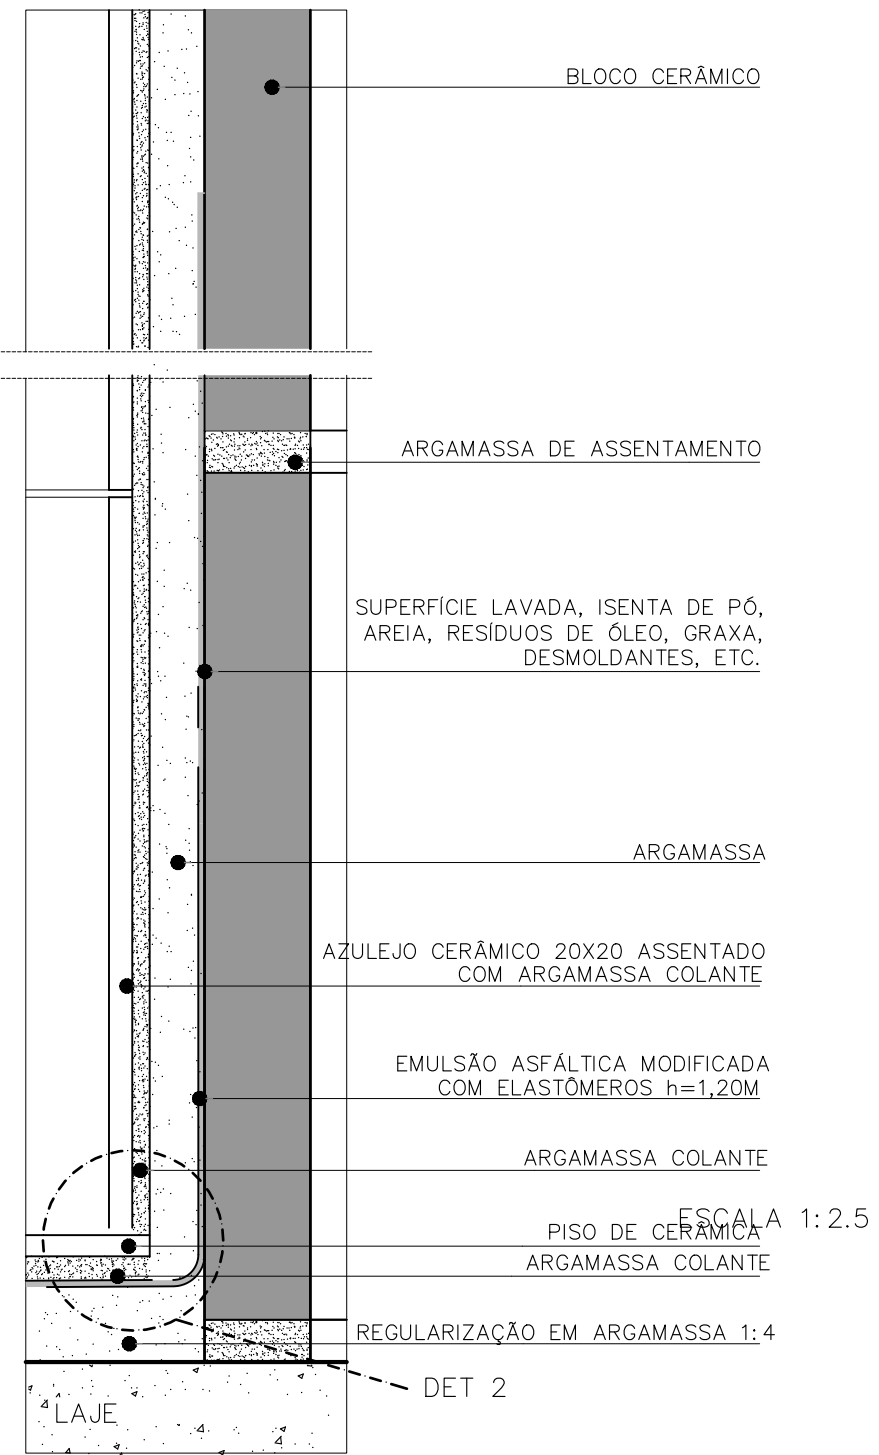 BLOCO CERÂMICO
ARGAMASSA DE ASSENTAMENTO
SUPERFÍCIE LAVADA, ISENTA DE PÓ,
AREIA, RESÍDUOS DE ÓLEO, GRAXA,
DESMOLDANTES, ETC.
ARGAMASSA
AZULEJO CERÂMICO 20X20 ASSENTADO
COM ARGAMASSA COLANTE
EMULSÃO ASFÁLTICA MODIFICADA
COM ELASTÔMEROS h=1,20M
ARGAMASSA COLANTE
ESCALA 1:2.5
PISO DE CERÂMICA
ARGAMASSA COLANTE
REGULARIZAÇÃO EM ARGAMASSA 1:4
DET 2
LAJE